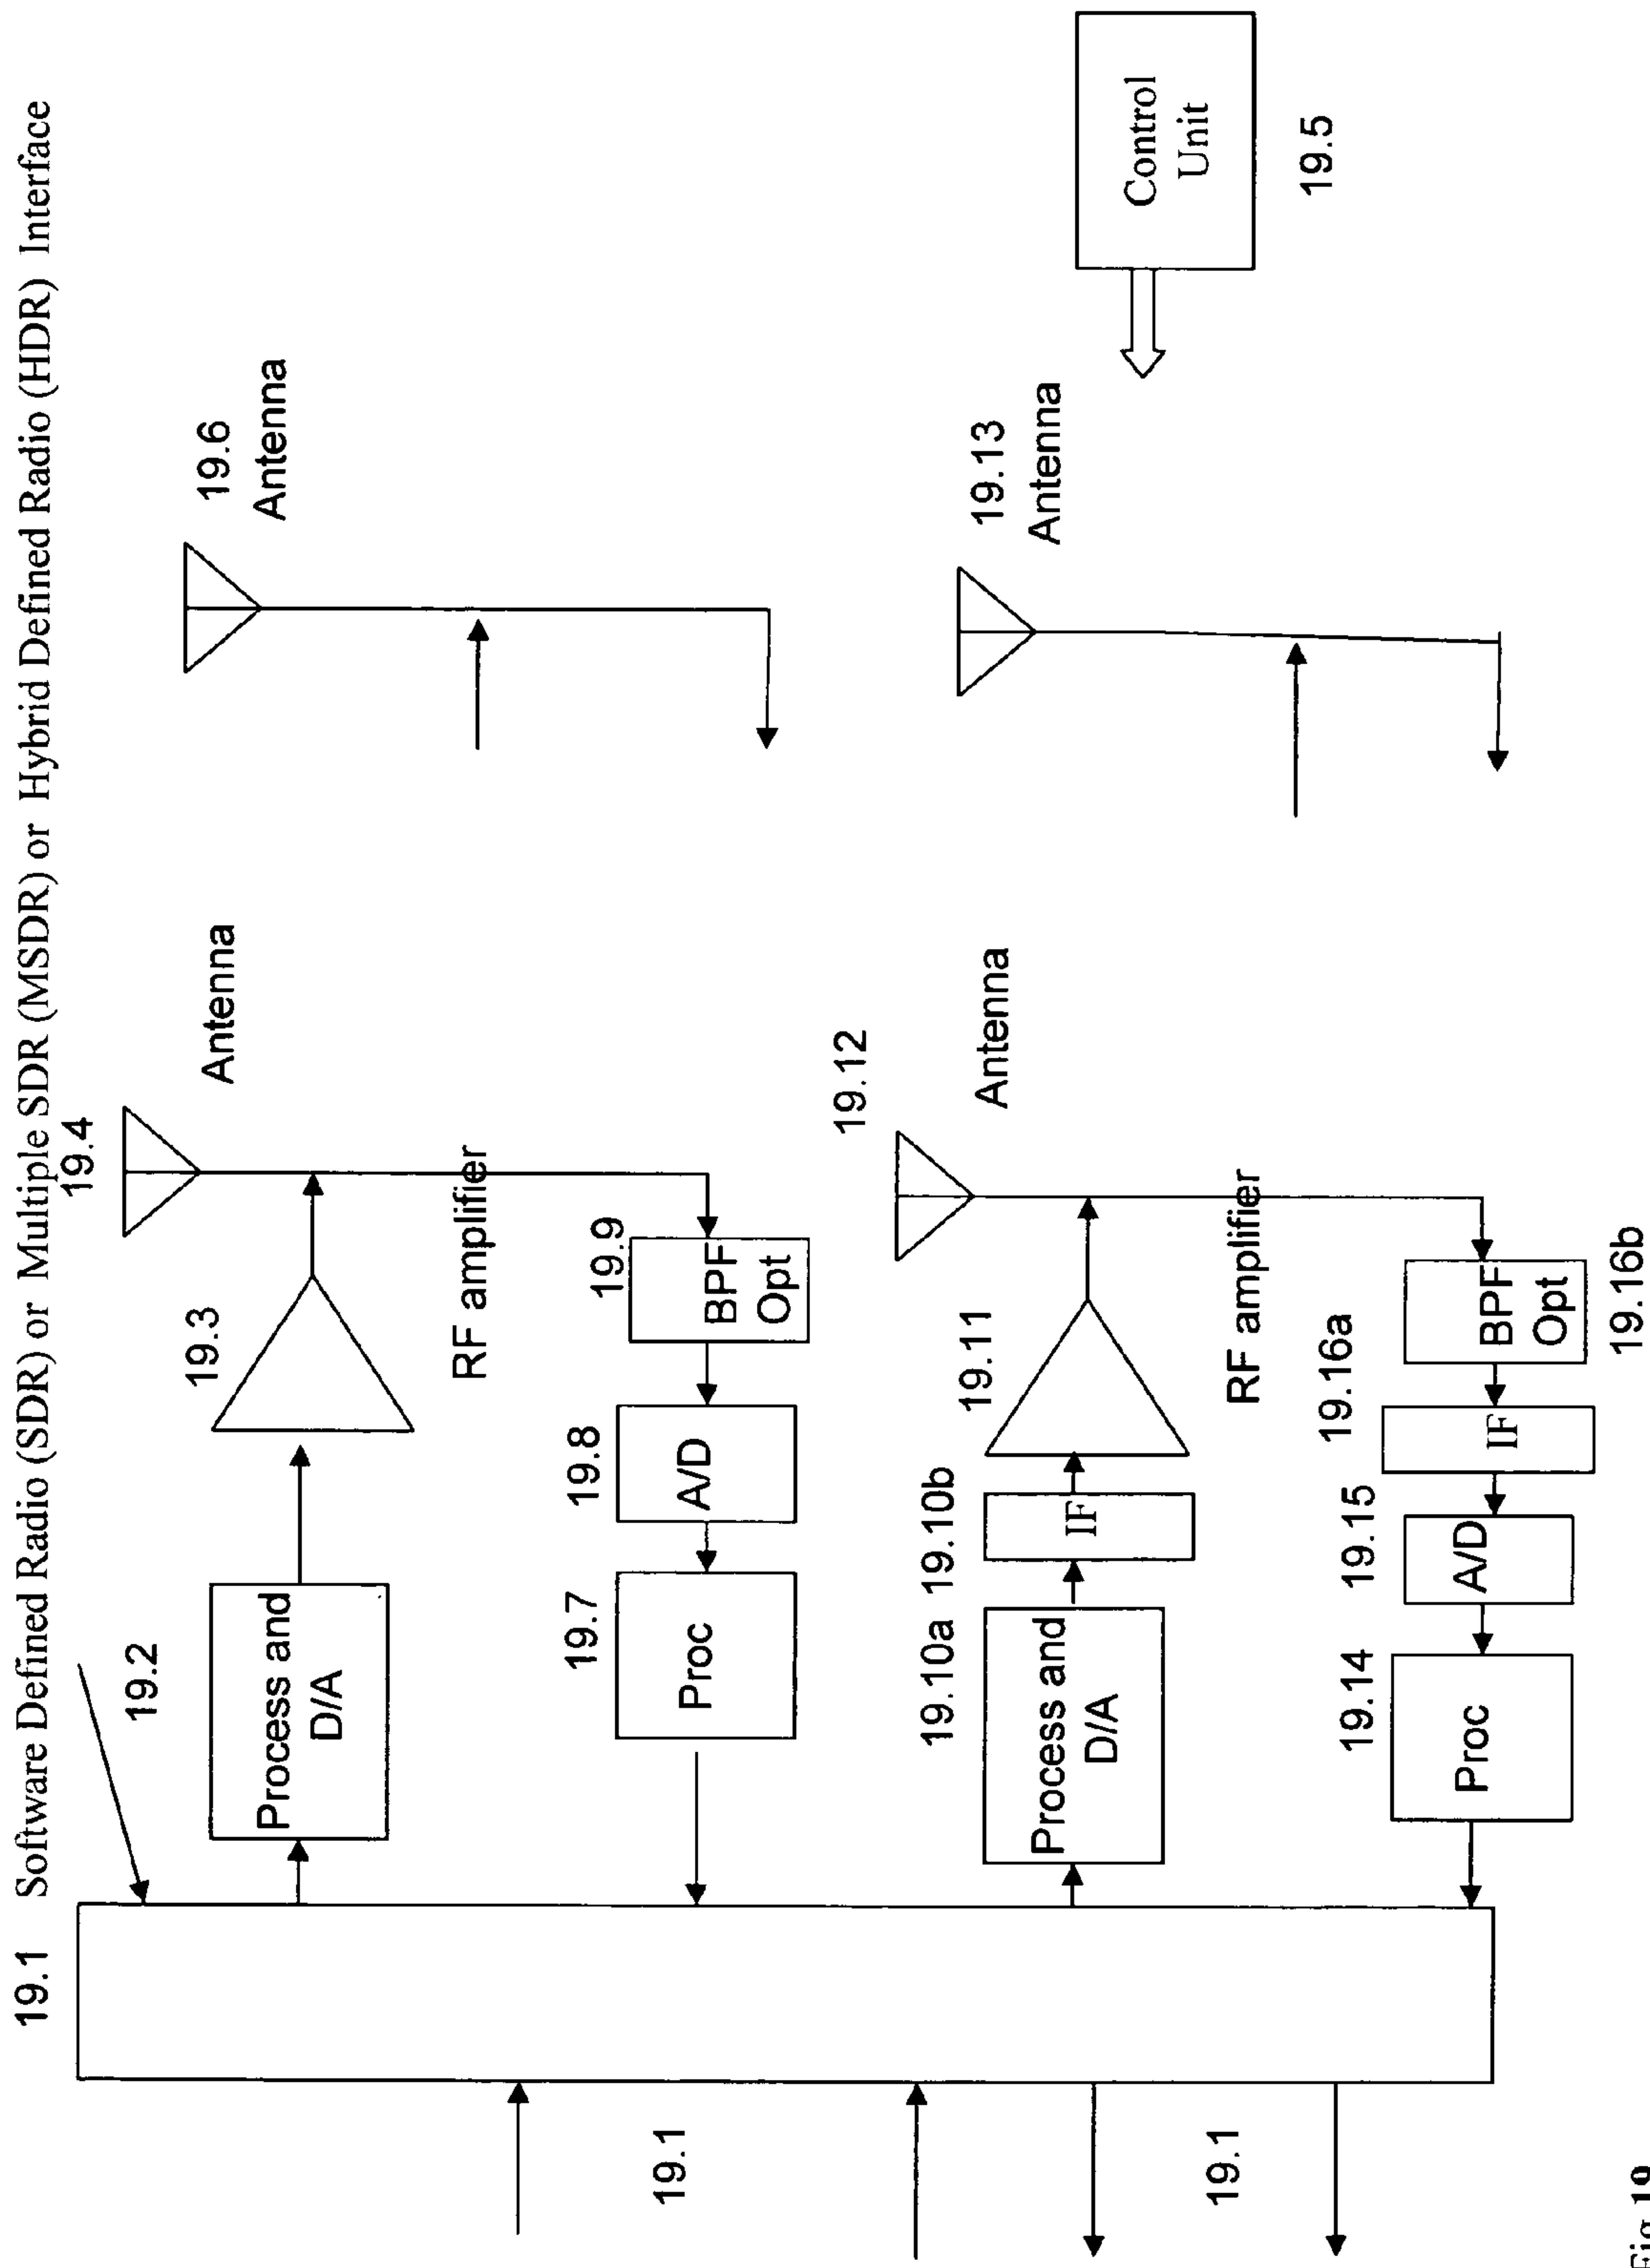 19.1 Software Defined Radio (SDR) or Multiple SDR (MSDR) or Hybrid Defined Radio (HDR) Interface
19.4
Antenna
19.6
Antenna
19.2
Process and
D/A
19.3
RF amplifier
19.7
Proc
19.8
A/D
19.9
BPF
Opt
19.1
19.12
Antenna
19.13
Antenna
Control
Unit
19.5
19.10a
19.10b
Process and
D/A
IF
19.11
RF amplifier
19.14
Proc
19.15
A/D
19.16a
IF
BPF
Opt
19.16b
19.1
Fig 19